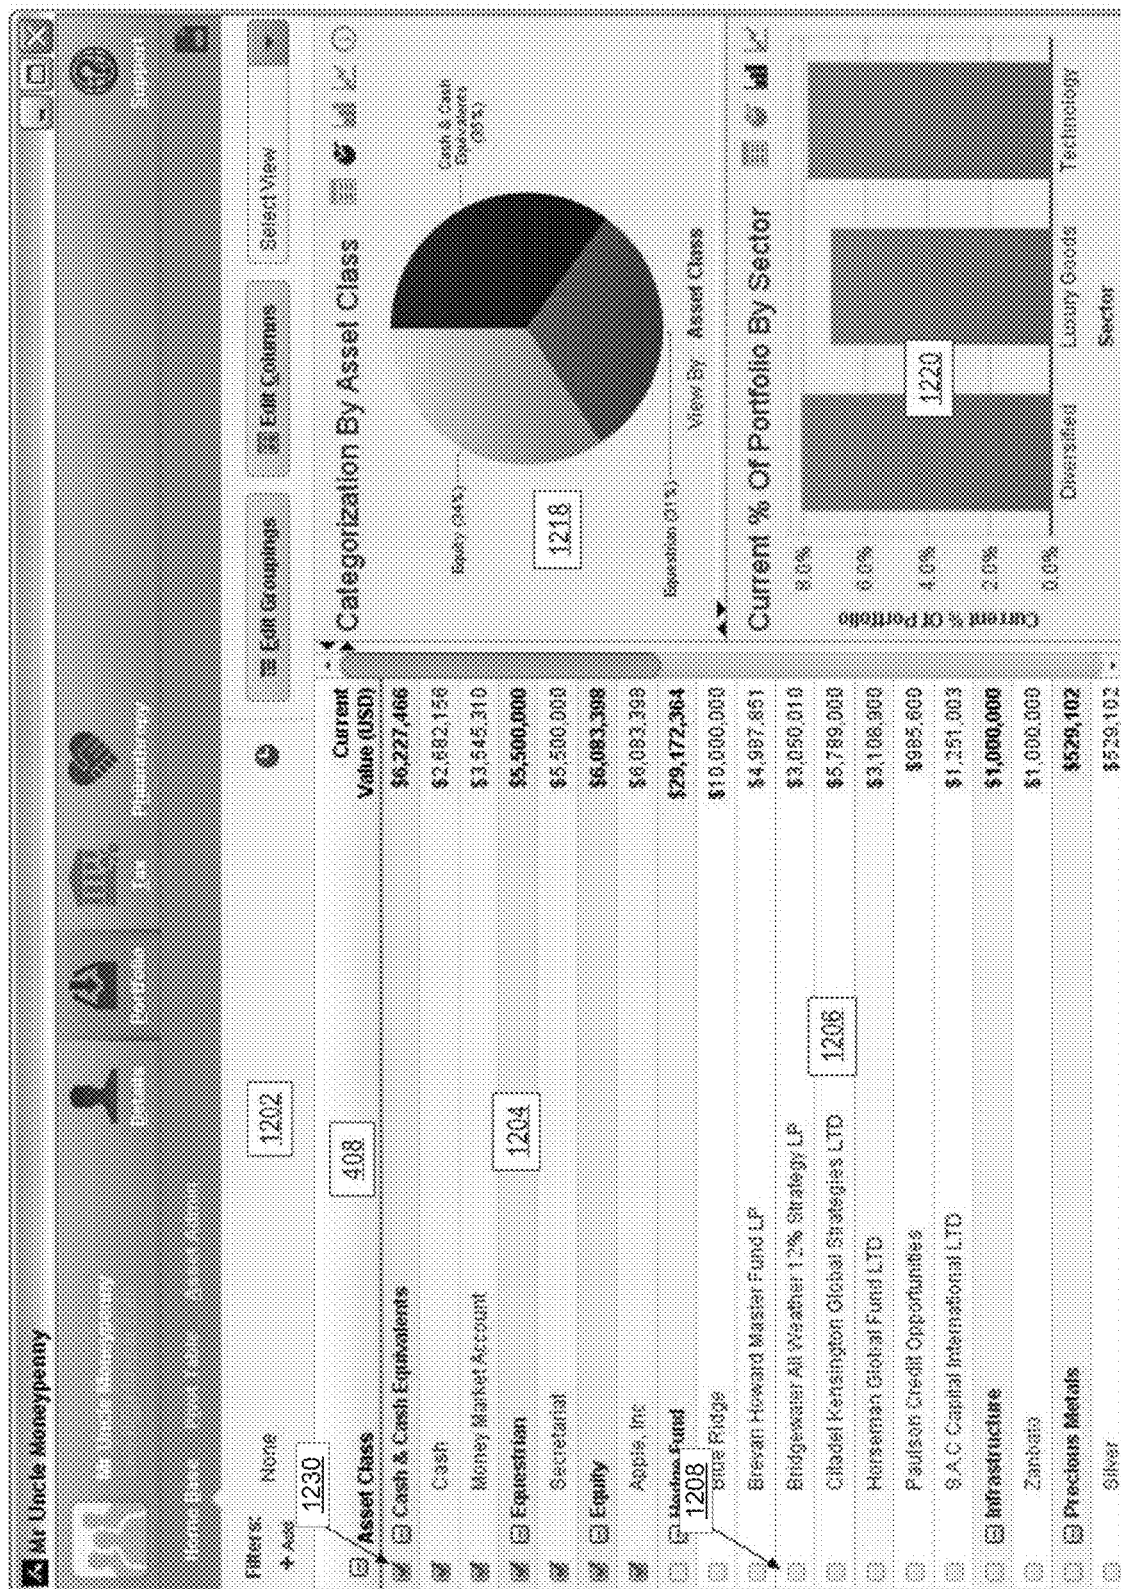 Mr Uncle Moneypenny
Filters: None
+ Add
1202
Edit Groupings
Edit Columns
Select View
1230
408
Asset Class
Current
Value (USD)
Cash & Cash Equivalents $6,227,466
Cash $2,682,156
Money Market Account $3,545,310
Equestrian $5,500,000
1204
Secretariat $5,500,000
Equity $6,083,398
Apple, Inc $6,083,398
Hedge Fund $29,172,364
1208
Blue Ridge $10,000,000
Brevan Howard Master Fund LP $4,997,851
Bridgewater All Weather 12% Strategy LP $3,050,010
Citadel Kensington Global Strategies LTD $5,789,000
1206
Horseman Global Fund LTD $3,108,900
Paulson Credit Opportunities $985,600
S.A.C Capital International LTD $1,251,003
Infrastructure $1,000,000
Zanbato $1,000,000
Precious Metals $529,102
Silver $529,102
Categorization By Asset Class
Cash & Cash
Equivalents
Equity (34%)
1218
Equestrian (31%)
View By Asset Class
Current % Of Portfolio By Sector
Current % Of Portfolio
8.0%
6.0%
4.0%
2.0%
0.0%
1220
Diversified
Luxury Goods
Technology
Sector